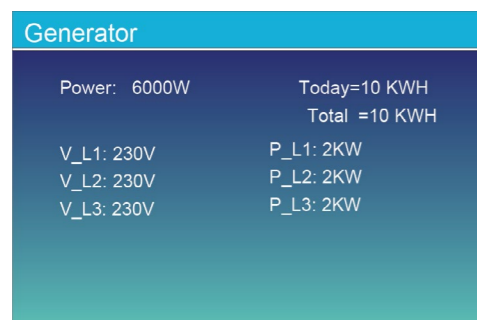 Generator
Power: 6000W Today=10 KWH
Total =10 KWH
V_L1: 230V P_L1: 2KW
V_L2: 230V P_L2: 2KW
V_L3: 230V P_L3: 2KW